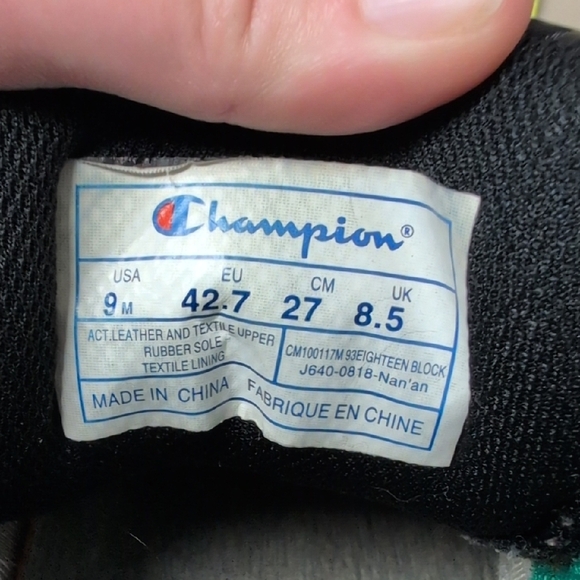 Champion®
USA EU CM UK
9 M 42.7 27 8.5
ACT.LEATHER AND TEXTILE UPPER
RUBBER SOLE
TEXTILE LINING
CM100117M 93EIGHTEEN BLOCK
J640-0818-Nan'an
MADE IN CHINA FABRIQUE EN CHINE